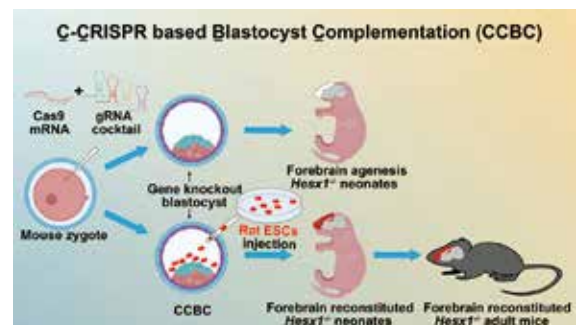 C-CRISPR based Blastocyst Complementation (CCBC)
Cas9
mRNA
+
gRNA
cocktail
Forebrain agenesis
Hesx1-/- neonates
Gene knockout
blastocyst
Mouse zygote
Rat ESCs
injection
CCBC
Forebrain reconstituted
Hesx1-/- neonates
Forebrain reconstituted
Hesx1-/- adult mice